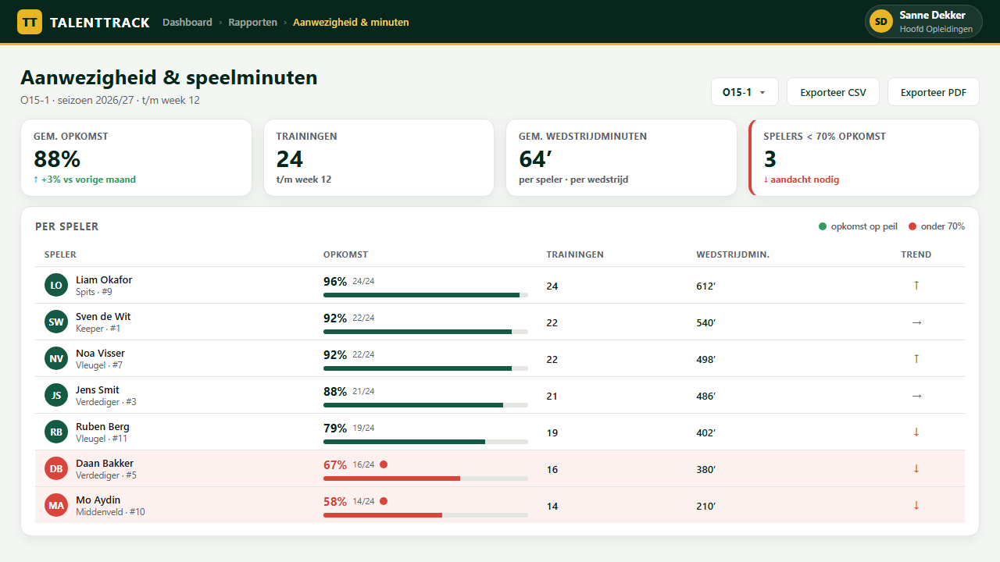 TT TALENTTRACK Dashboard › Rapporten › Aanwezigheid & minuten
SD Sanne Dekker
Hoofd Opleidingen
Aanwezigheid & speelminuten
O15-1 · seizoen 2026/27 · t/m week 12
O15-1 Exporteer CSV Exporteer PDF
GEM. OPKOMST
88%
↑ +3% vs vorige maand
TRAININGEN
24
t/m week 12
GEM. WEDSTRIJDMINUTEN
64′
per speler · per wedstrijd
SPELERS < 70% OPKOMST
3
↓ aandacht nodig
PER SPELER opkomst op peil onder 70%
SPELER OPKOMST TRAININGEN WEDSTRIJDMIN. TREND
LO Liam Okafor 96% 24/24 24 612′ ↑
Spits · #9
SW Sven de Wit 92% 22/24 22 540′ →
Keeper · #1
NV Noa Visser 92% 22/24 22 498′ ↑
Vleugel · #7
JS Jens Smit 88% 21/24 21 486′ →
Verdediger · #3
RB Ruben Berg 79% 19/24 19 402′ ↓
Vleugel · #11
DB Daan Bakker 67% 16/24 16 380′ ↓
Verdediger · #5
MA Mo Aydin 58% 14/24 14 210′ ↓
Middenveld · #10